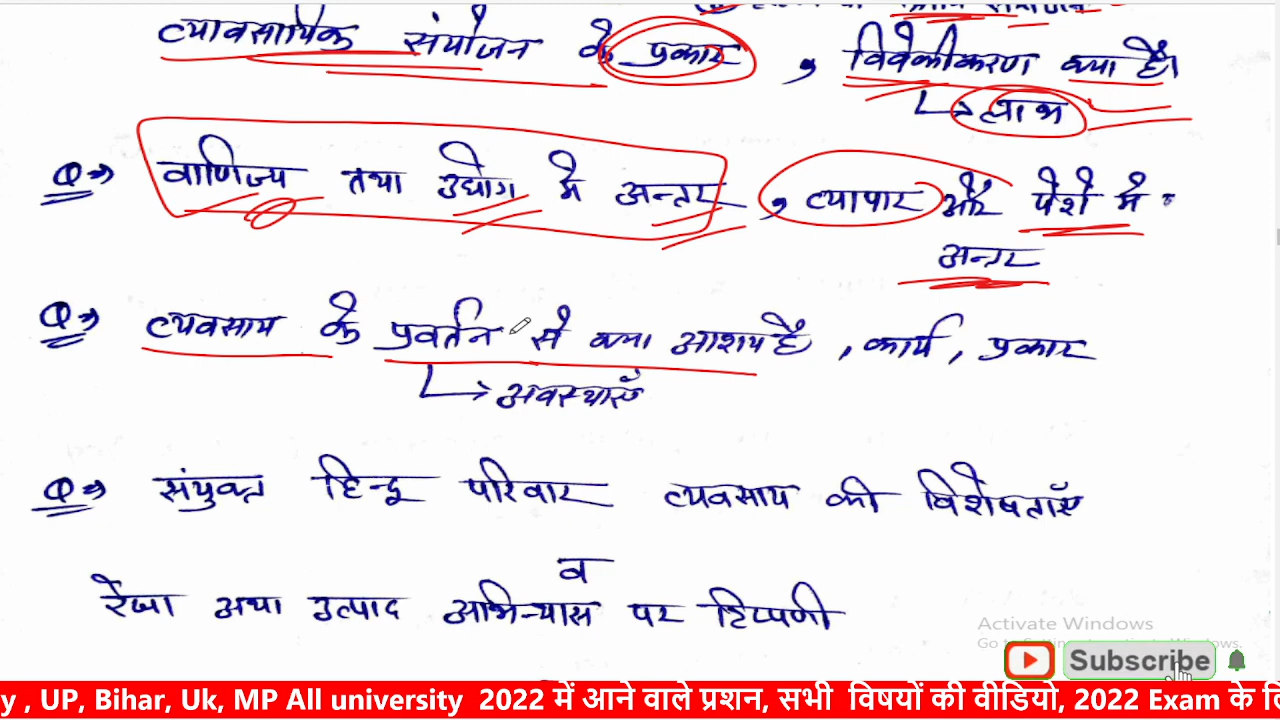 व्यावसायिक संयोजन के प्रकार , विवेकीकरण क्या है।
↳ लाभ
Q⇒ वाणिज्य तथा उद्योग मे अन्तर , व्यापार और पेशे मे
अन्तर
Q⇒ व्यवसाय के प्रवर्तन से क्या आशय है , कार्य , प्रकार
↳ अवस्थाएँ
Q⇒ संयुक्त हिन्दू परिवार व्यवसाय की विशेषताएँ
व
रेखा अथा उत्पाद अभिन्यास पर टिप्पणी
Activate Windows
Subscribe
y , UP, Bihar, Uk, MP All university 2022 में आने वाले प्रशन, सभी विषयों की वीडियो, 2022 Exam के